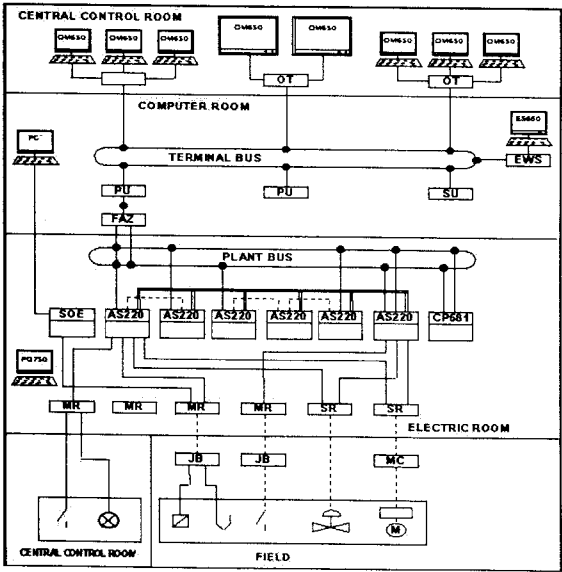 CENTRAL CONTROL ROOM
OM650 OM650 OM650 OM650 OM650 OM650 OM650 OM650
OT OT
COMPUTER ROOM
PC
ES680
TERMINAL BUS
EWS
PU PU SU
FAZ
PLANT BUS
SOE AS220 AS220 AS220 AS220 AS220 AS220 CP581
PG750
MR MR MR MR SR SR
ELECTRIC ROOM
JB JB MC
M
CENTRAL CONTROL ROOM
FIELD